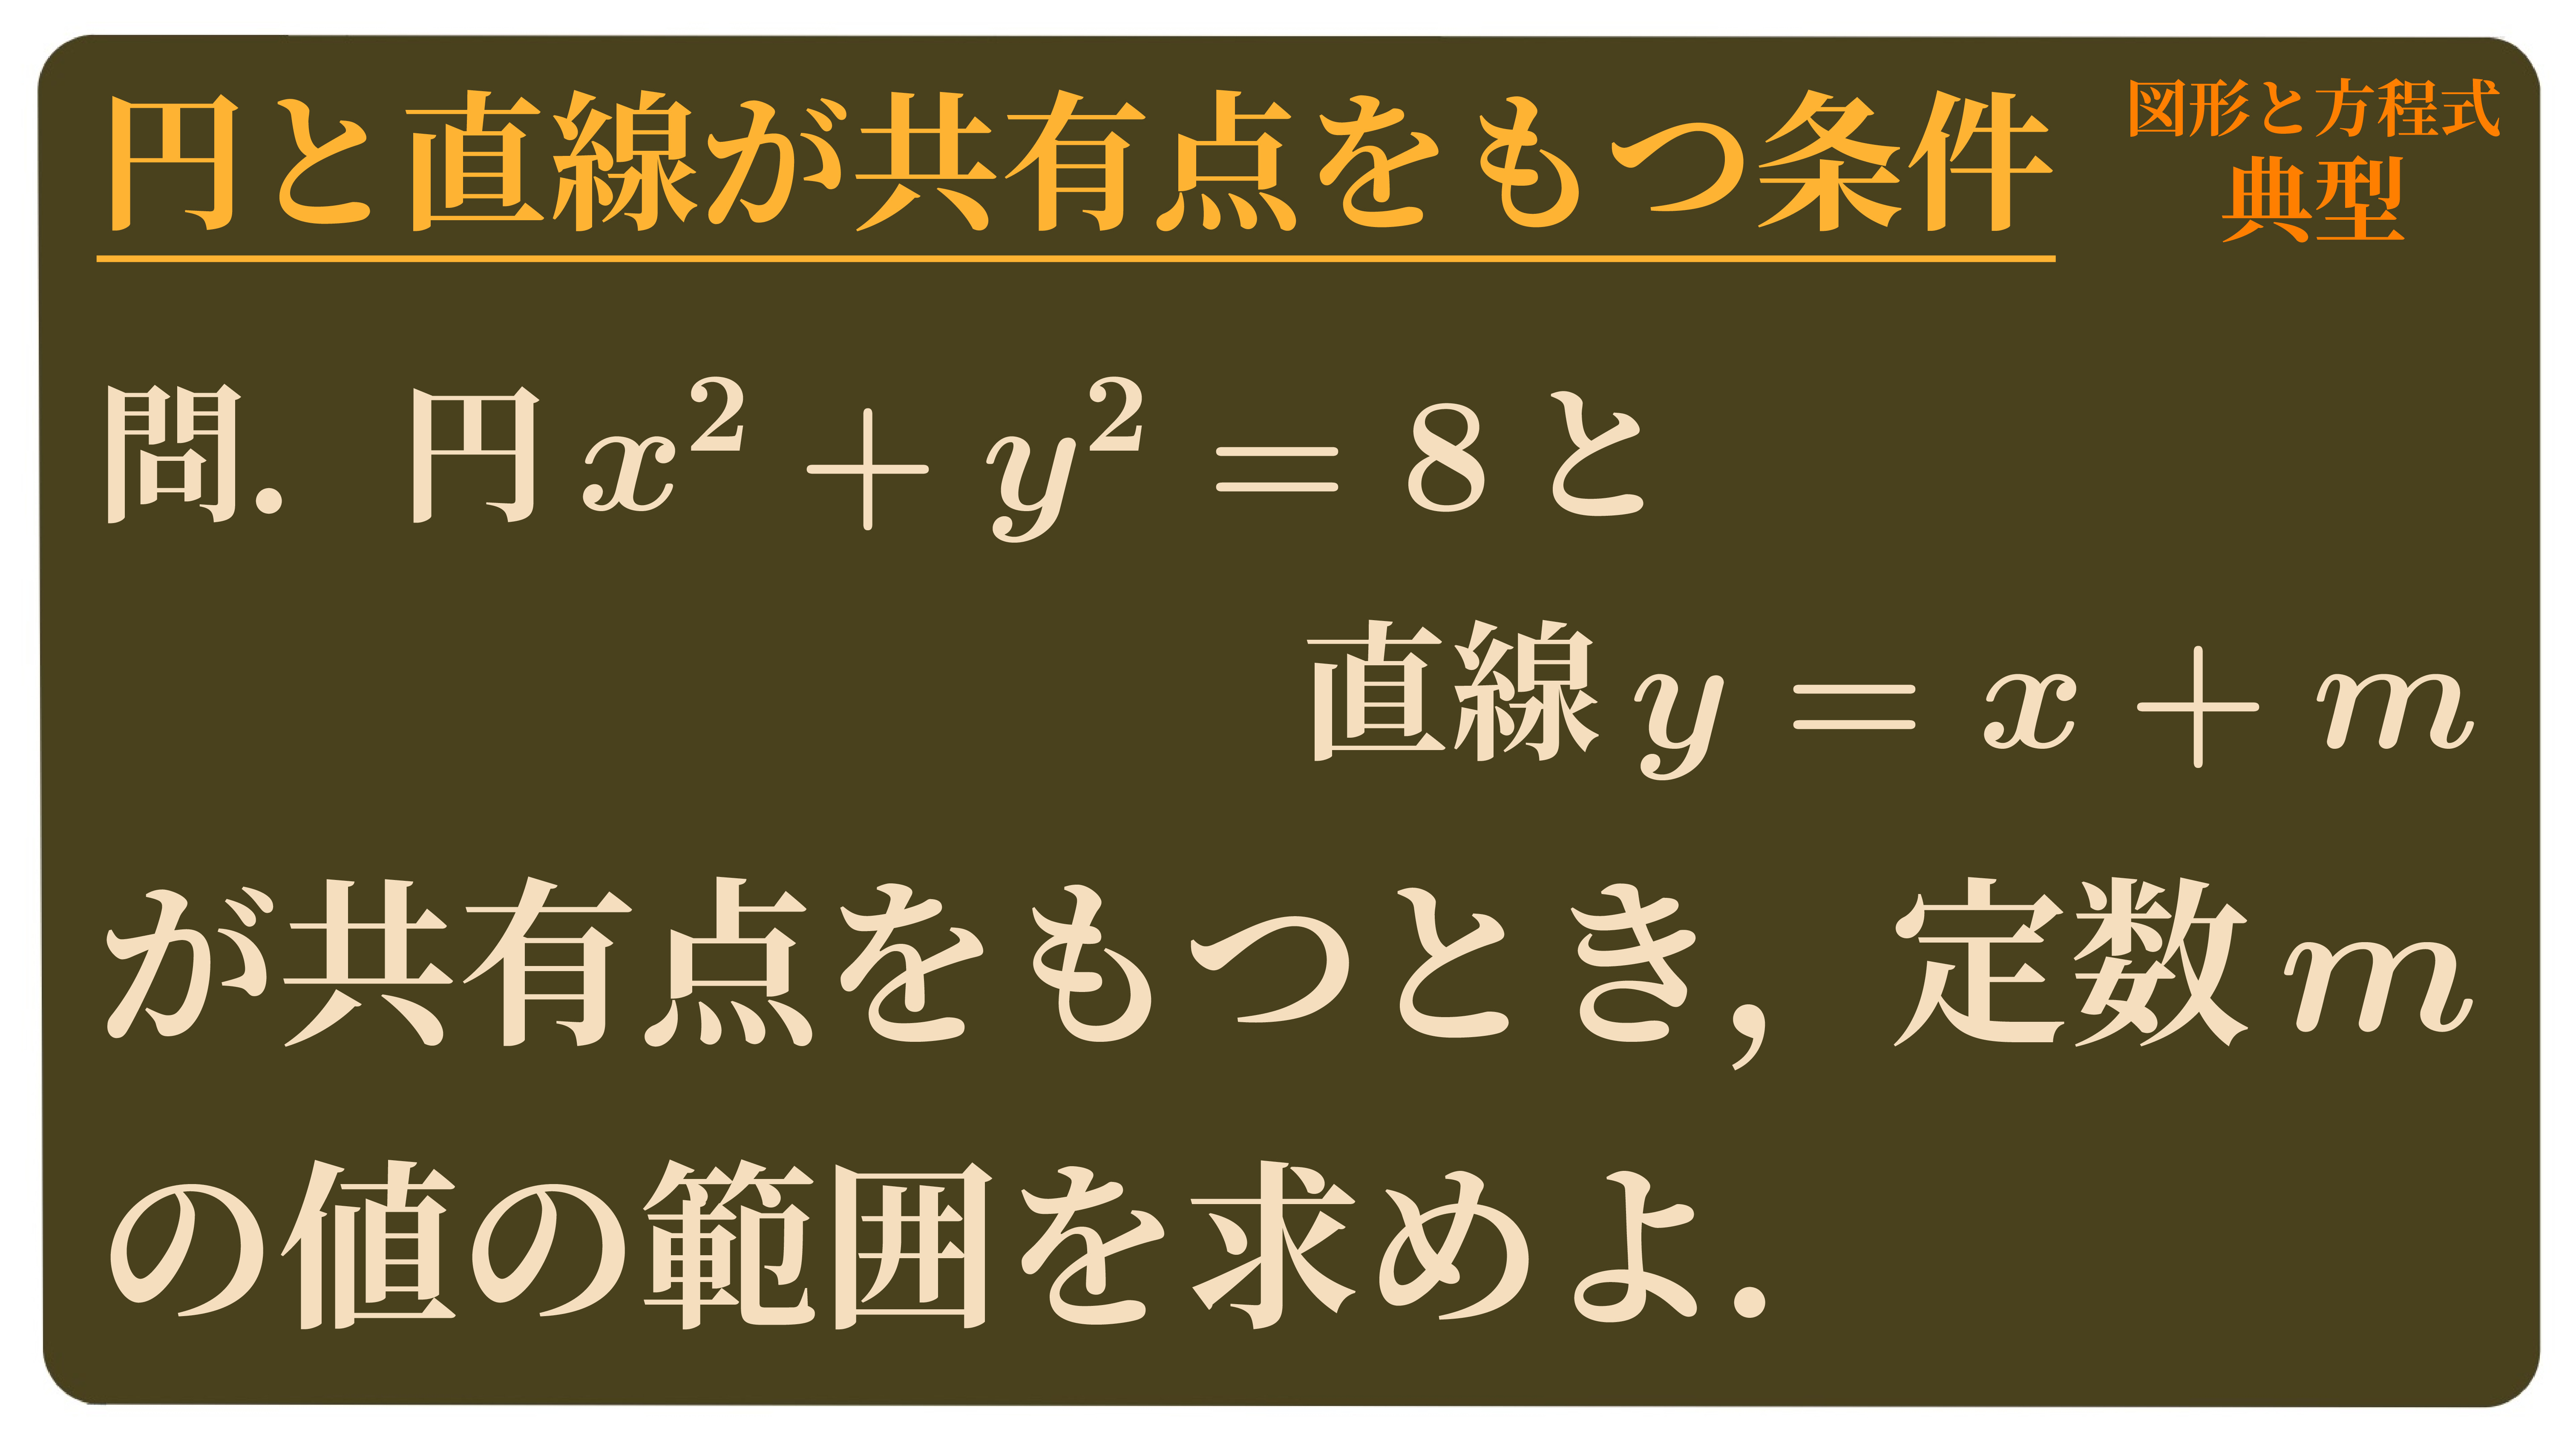 円と直線が共有点をもつ条件
図形と方程式
典型
問. 円 x² + y² = 8 と
直線 y = x + m
が共有点をもつとき, 定数 m
の値の範囲を求めよ.